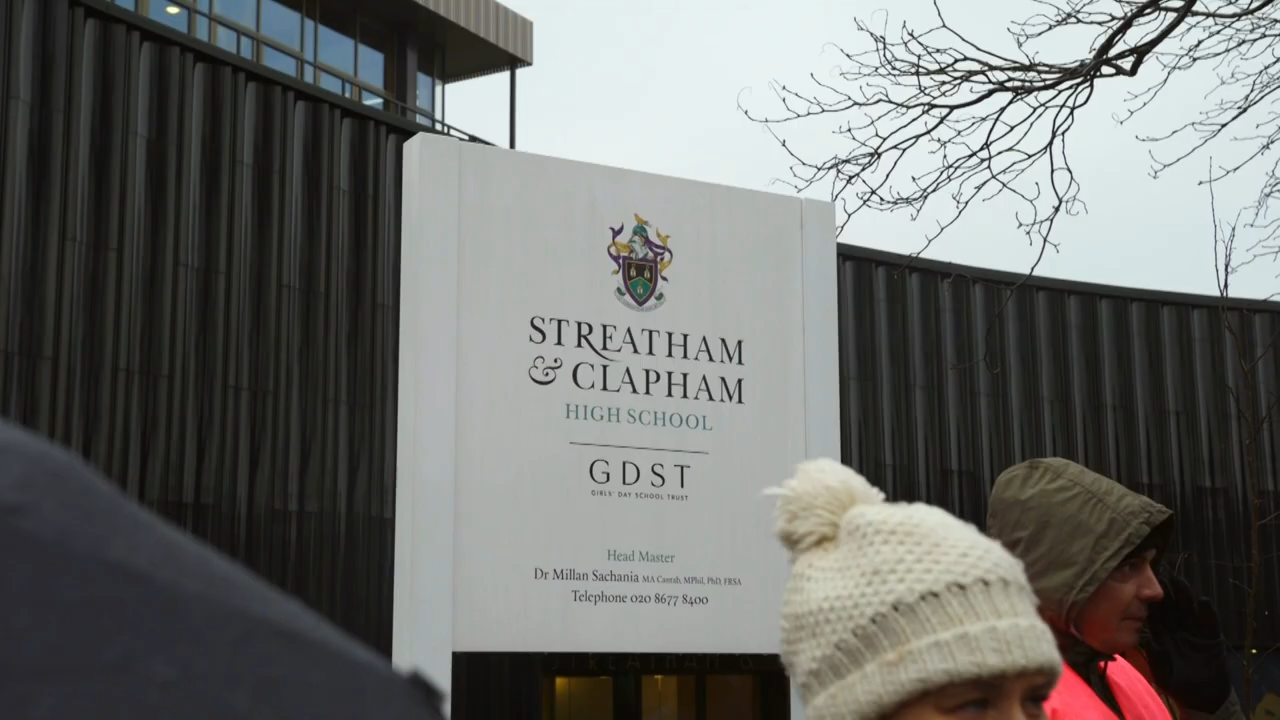 STREATHAM
& CLAPHAM
HIGH SCHOOL
GDST
GIRLS' DAY SCHOOL TRUST
Head Master
Dr Millan Sachania MA Cantab, MPhil, PhD, FRSA
Telephone 020 8677 8400
STREATHAM &